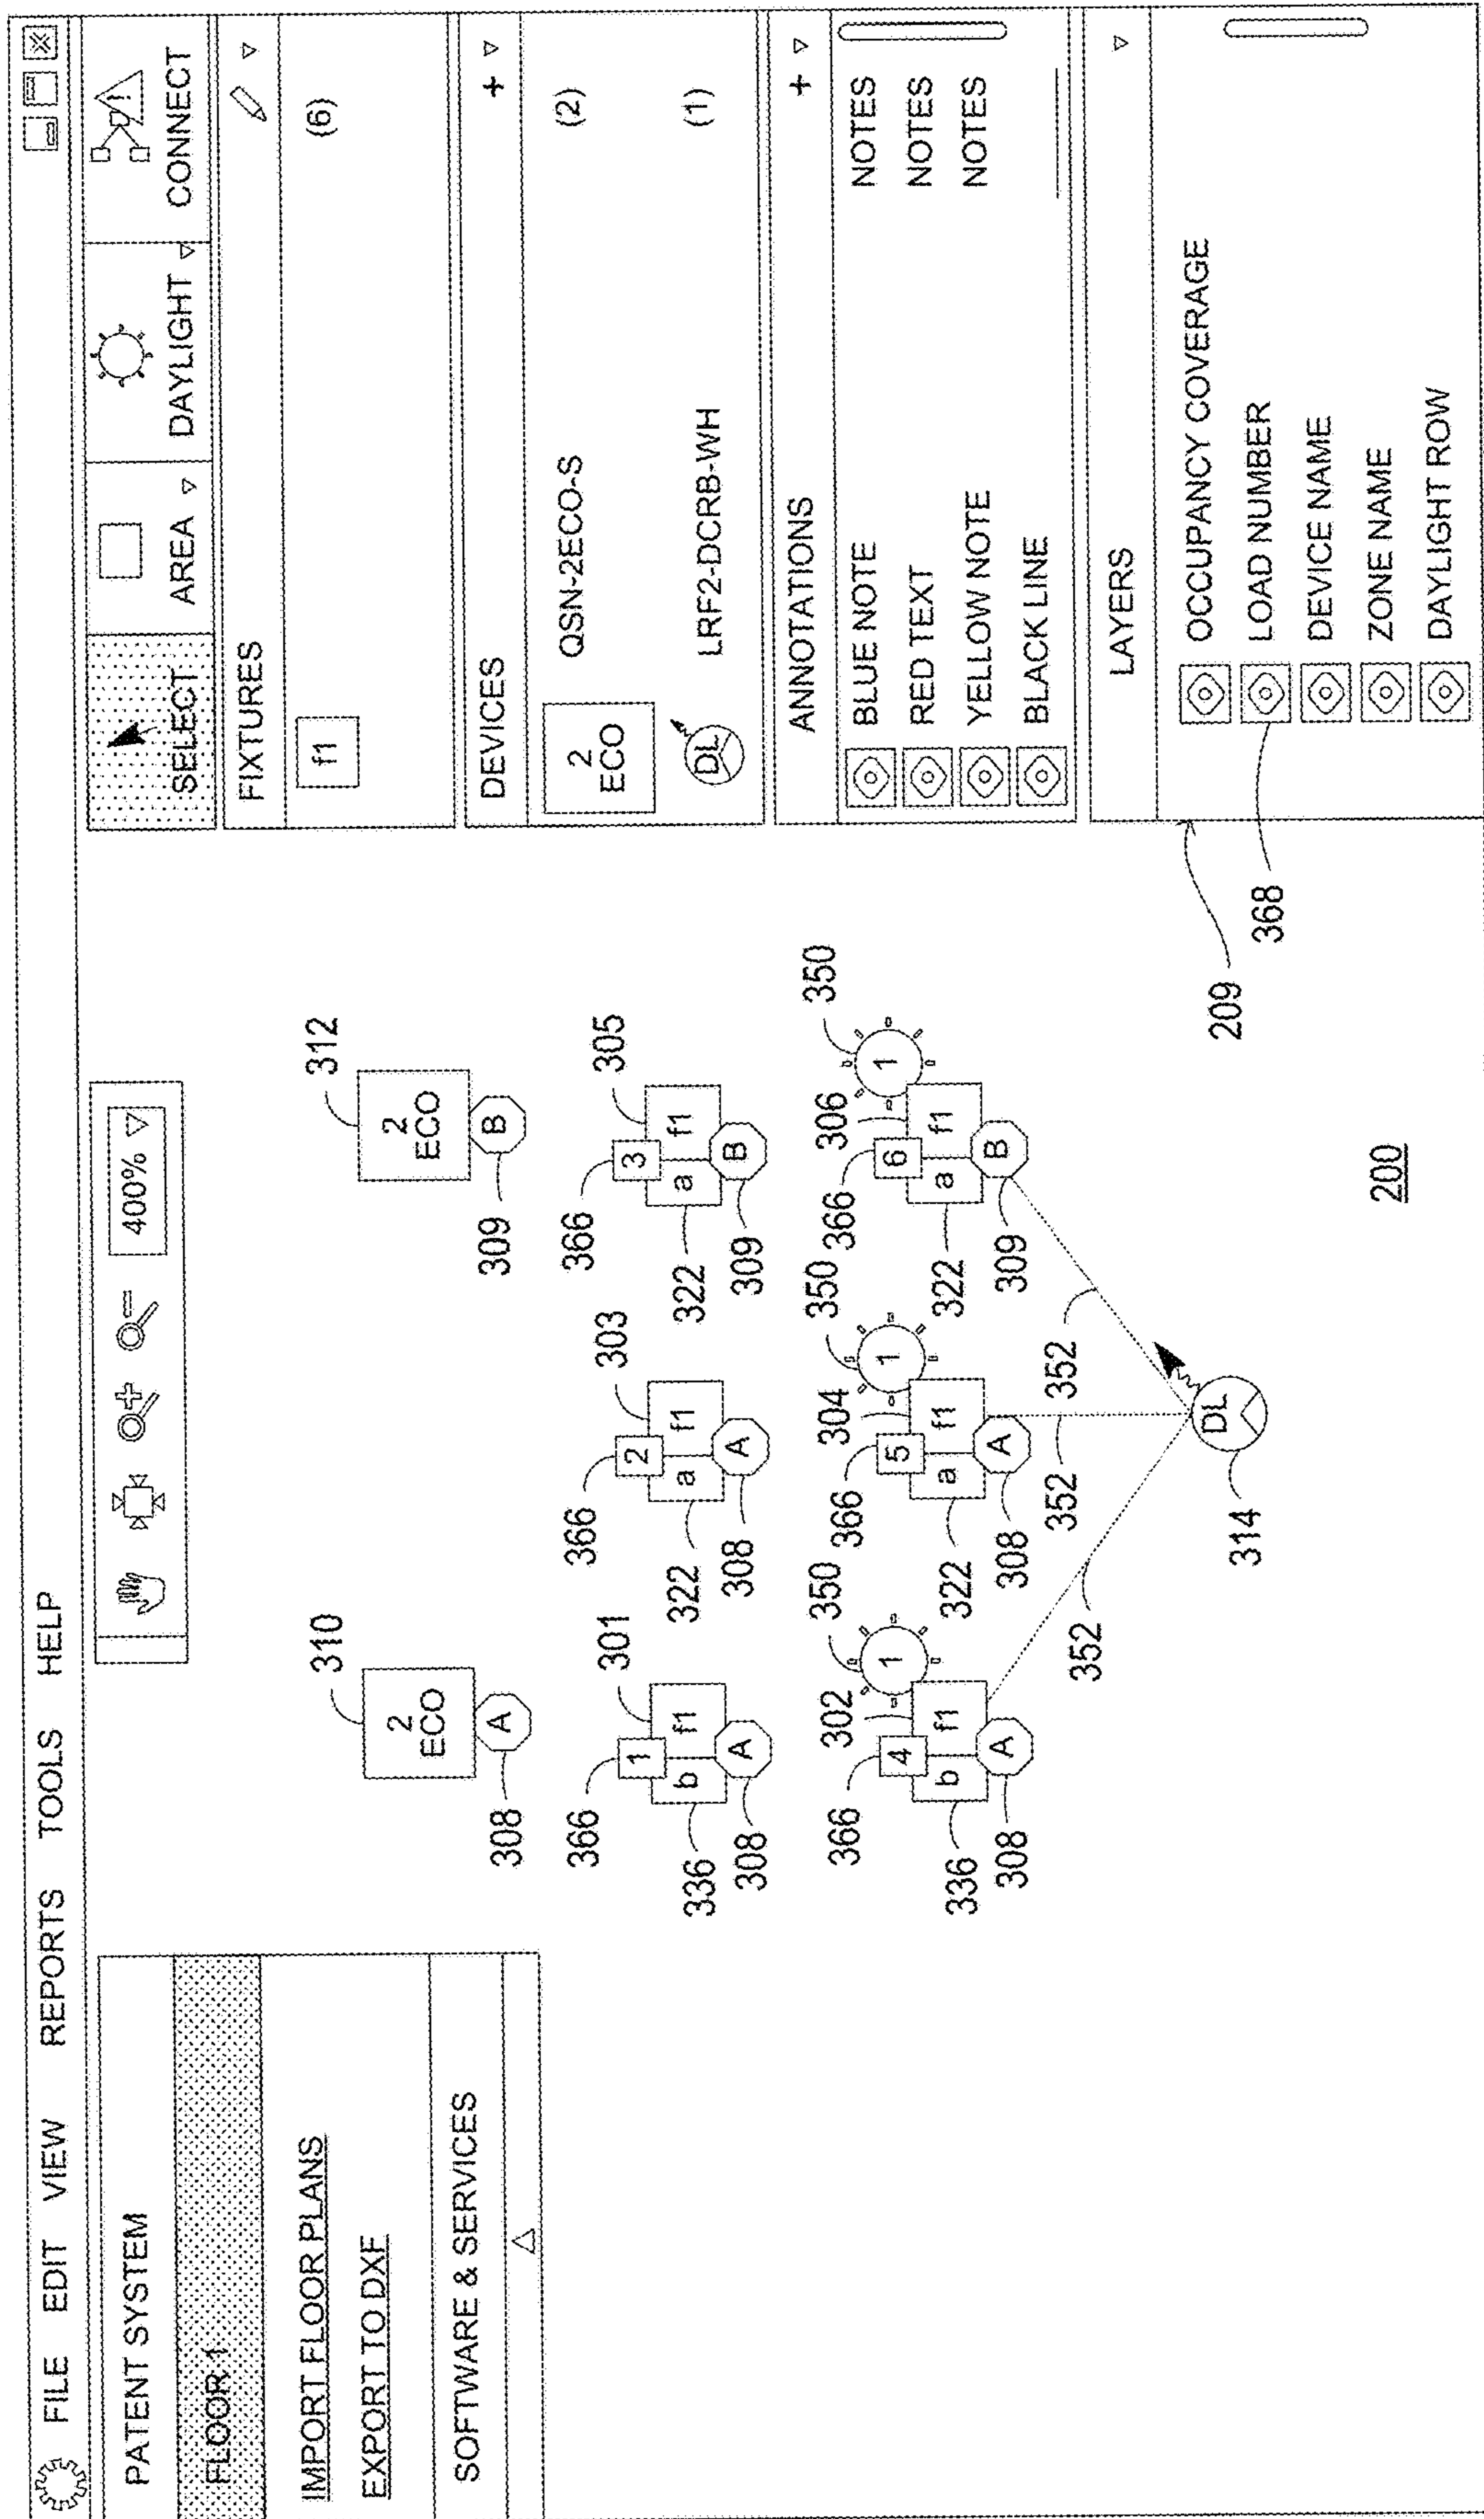 FILE EDIT VIEW REPORTS TOOLS HELP
PATENT SYSTEM
FLOOR 1
IMPORT FLOOR PLANS
EXPORT TO DXF
SOFTWARE & SERVICES
400%
SELECT AREA DAYLIGHT CONNECT
FIXTURES
f1 (6)
DEVICES +
2 ECO QSN-2ECO-S (2)
DL LRF2-DCRB-WH (1)
ANNOTATIONS +
BLUE NOTE NOTES
RED TEXT NOTES
YELLOW NOTE NOTES
BLACK LINE
LAYERS
OCCUPANCY COVERAGE
LOAD NUMBER
DEVICE NAME
ZONE NAME
DAYLIGHT ROW
310 312
2 2
ECO ECO
A B
308 309
366 301 366 303 366 305
1 2 3
b f1 a f1 a f1
336 322 322
A A B
308 308 309
350 350 350
302 304 306
366 366 366
1 1 1
4 5 6
b f1 a f1 a f1
336 322 322
A A B
308 308 309
352 352 352
DL
314
209
368
200